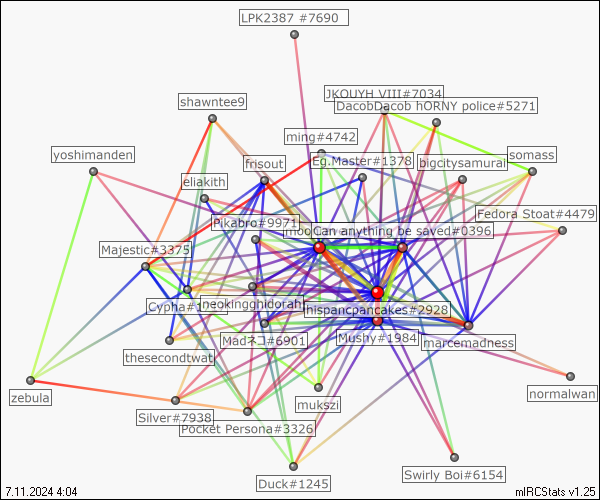 LPK2387 #7690
JKOUYH VIII#7034
shawntee9
DacobDacob hORNY police#5271
ming#4742
yoshimanden
frisout
Eg.Master#1378
bigcitysamurai
somass
eliakith
Fedora Stoat#4479
Pikabro#9971
Can anything be saved#0396
Majestic#3375
Cypha#
neokingghidorah
hispancpancakes#2928
Madネコ#6901
Mushy#1984
marcemadness
thesecondtwat
zebula
normalwan
mukszi
Silver#7938
Pocket Persona#3326
Swirly Boi#6154
Duck#1245
7.11.2024 4:04
mIRCStats v1.25